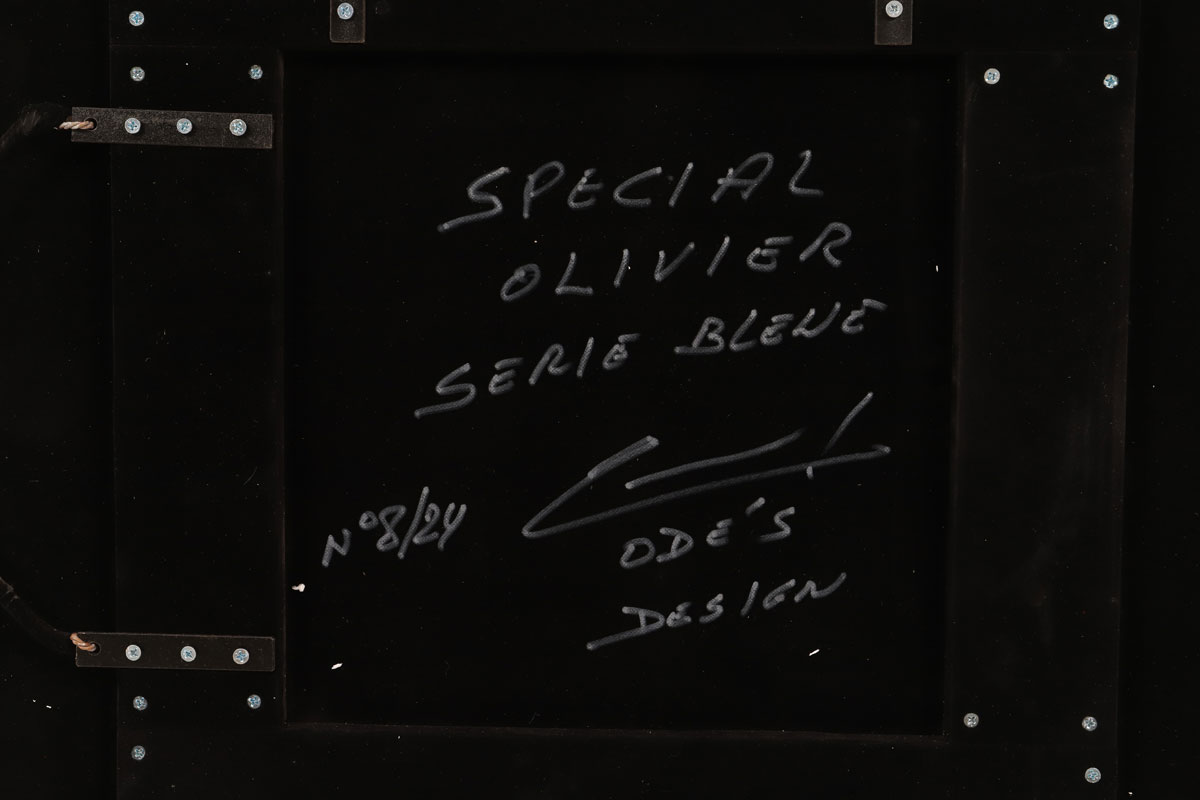 SPECIAL
OLIVIER
SERIE BLEUE
N°8/24
ODE'S
DESIGN